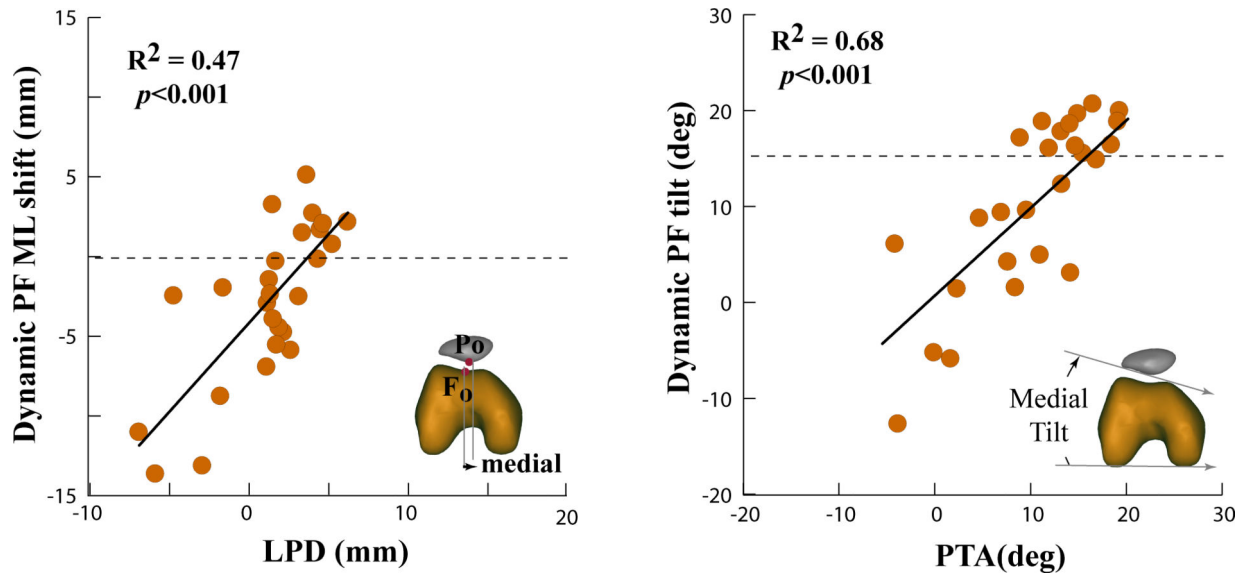 R² = 0.47
p<0.001
Dynamic PF ML shift (mm)
15
5
-5
-15
-10
0
10
20
LPD (mm)
Po
Fo
medial
R² = 0.68
p<0.001
Dynamic PF tilt (deg)
30
20
10
0
-10
-20
-20
-10
0
10
20
30
PTA(deg)
Medial
Tilt